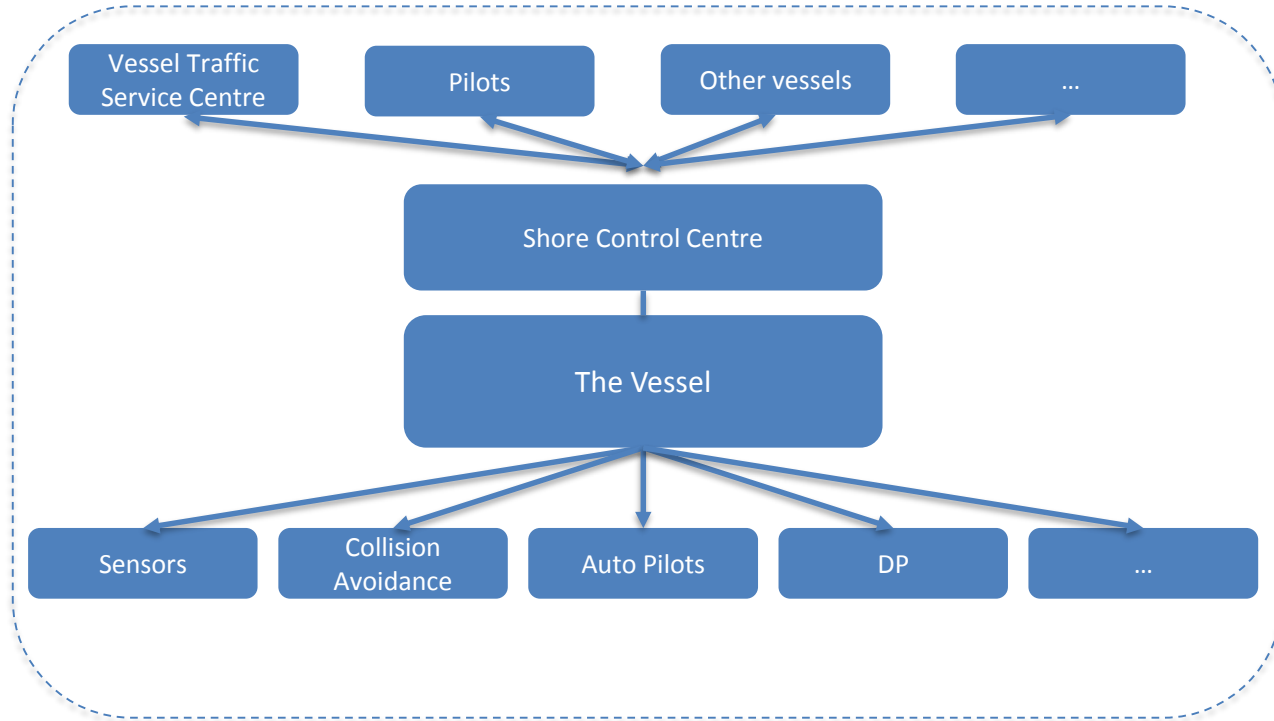 Vessel Traffic
Service Centre
Pilots
Other vessels
...
Shore Control Centre
The Vessel
Sensors
Collision
Avoidance
Auto Pilots
DP
...